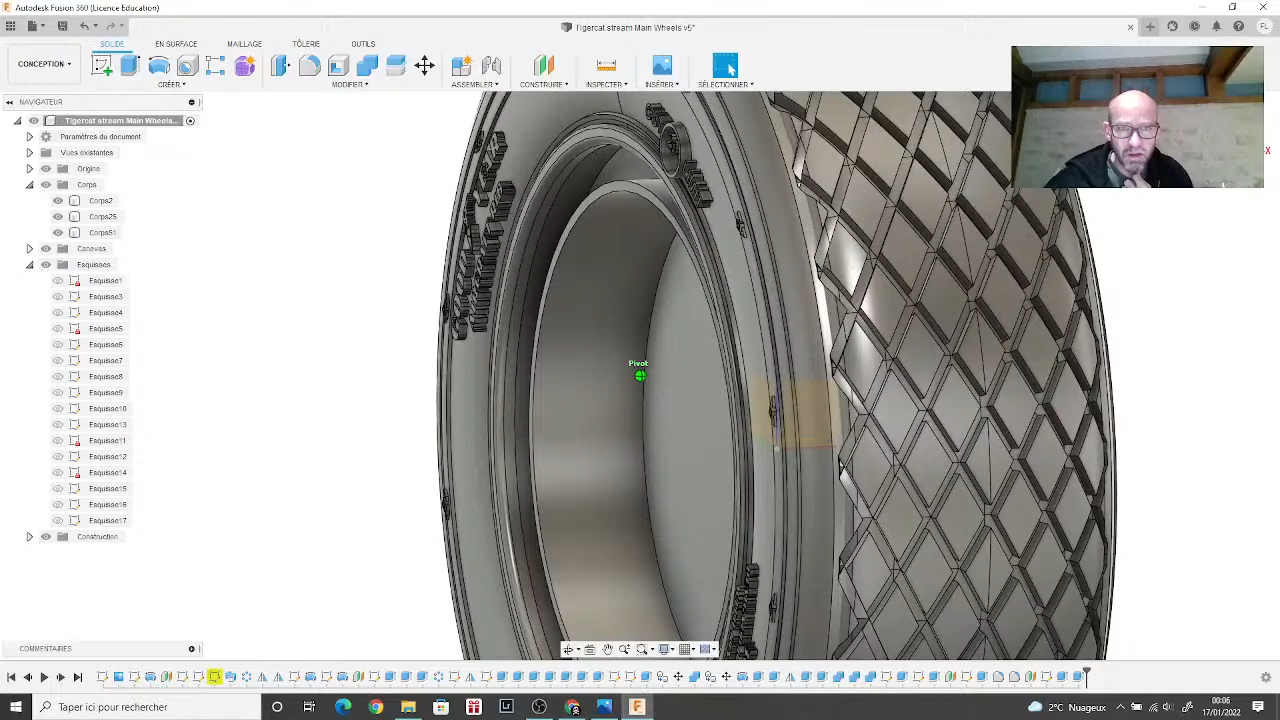 Autodesk Fusion 360 (Licence Education)
Tigercat stream Main Wheels v5*
FL
SOLIDE EN SURFACE MAILLAGE TÔLERIE OUTILS
CONCEPTION
CRÉER MODIFIER ASSEMBLER CONSTRUIRE INSPECTER INSÉRER SÉLECTIONNER
NAVIGATEUR
Tigercat stream Main Wheels...
Paramètres du document
Vues existantes
Origine
Corps
Corps2
Corps25
Corps51
Canevas
Esquisses
Esquisse1
Esquisse3
Esquisse4
Esquisse5
Esquisse6
Esquisse7
Esquisse8
Esquisse9
Esquisse10
Esquisse13
Esquisse11
Esquisse12
Esquisse14
Esquisse15
Esquisse16
Esquisse17
Construction
Pivot
X
COMMENTAIRES
Taper ici pour rechercher
2°C Nuageux
00:06
17/01/2022